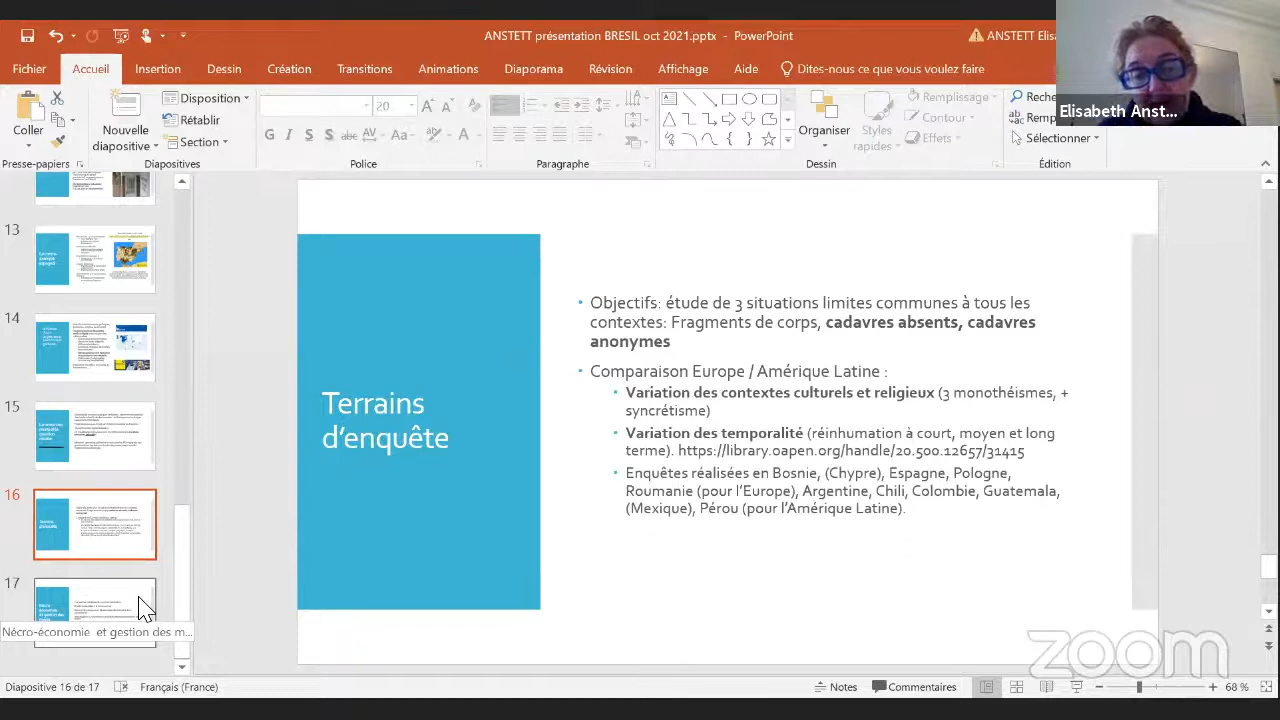 ANSTETT présentation BRESIL oct 2021.pptx - PowerPoint
ANSTETT Elisa
Fichier Accueil Insertion Dessin Création Transitions Animations Diaporama Révision Affichage Aide Dites-nous ce que vous voulez faire
Elisabeth Anst...
Coller
Nouvelle
diapositive
Disposition
Rétablir
Section
20
Organiser
Styles
rapides
Remplissage
Contour
Effets
Reche
Remp
Sélectionner
Presse-papiers Diapositives Police Paragraphe Dessin Édition
13
14
15
16
17
Nécro-économie et gestion des m...
Terrains
d'enquête
• Objectifs: étude de 3 situations limites communes à tous les
contextes: Fragments de corps, cadavres absents, cadavres
anonymes
• Comparaison Europe / Amérique Latine :
• Variation des contextes culturels et religieux (3 monothéismes, +
syncrétisme)
• Variation des temporalité (réinhumation à court, moyen et long
terme). https://library.oapen.org/handle/20.500.12657/31415
• Enquêtes réalisées en Bosnie, (Chypre), Espagne, Pologne,
Roumanie (pour l'Europe), Argentine, Chili, Colombie, Guatemala,
(Mexique), Pérou (pour l'Amérique Latine).
zoom
Diapositive 16 de 17 Français (France) Notes Commentaires 68 %